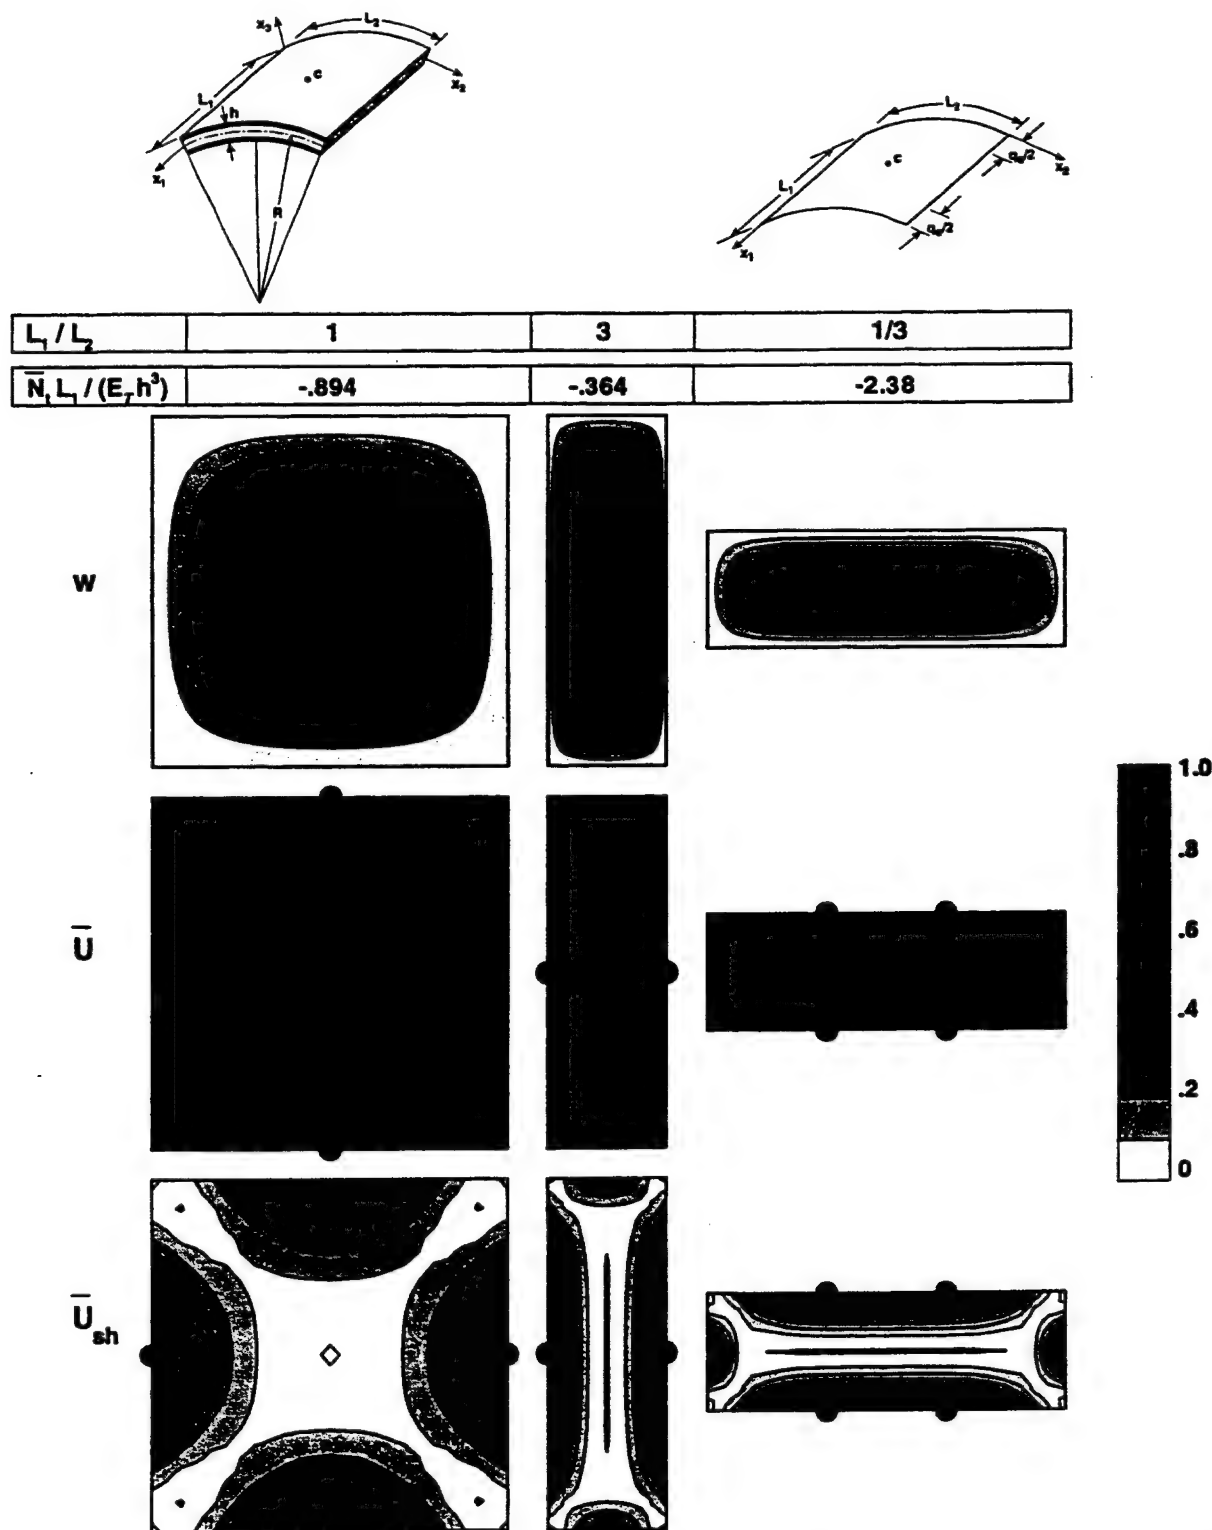 x₃
L₂
c
x₂
L₁
h
x₁
R
L₂
c
a₀/2
x₂
L₁
a₀/2
x₁
L₁ / L₂ 1 3 1/3
N̄₁ L₁ / (E_T h³) -.894 -.364 -2.38
w
1.0
.8
Ū
.6
.4
.2
0
Ū_sh